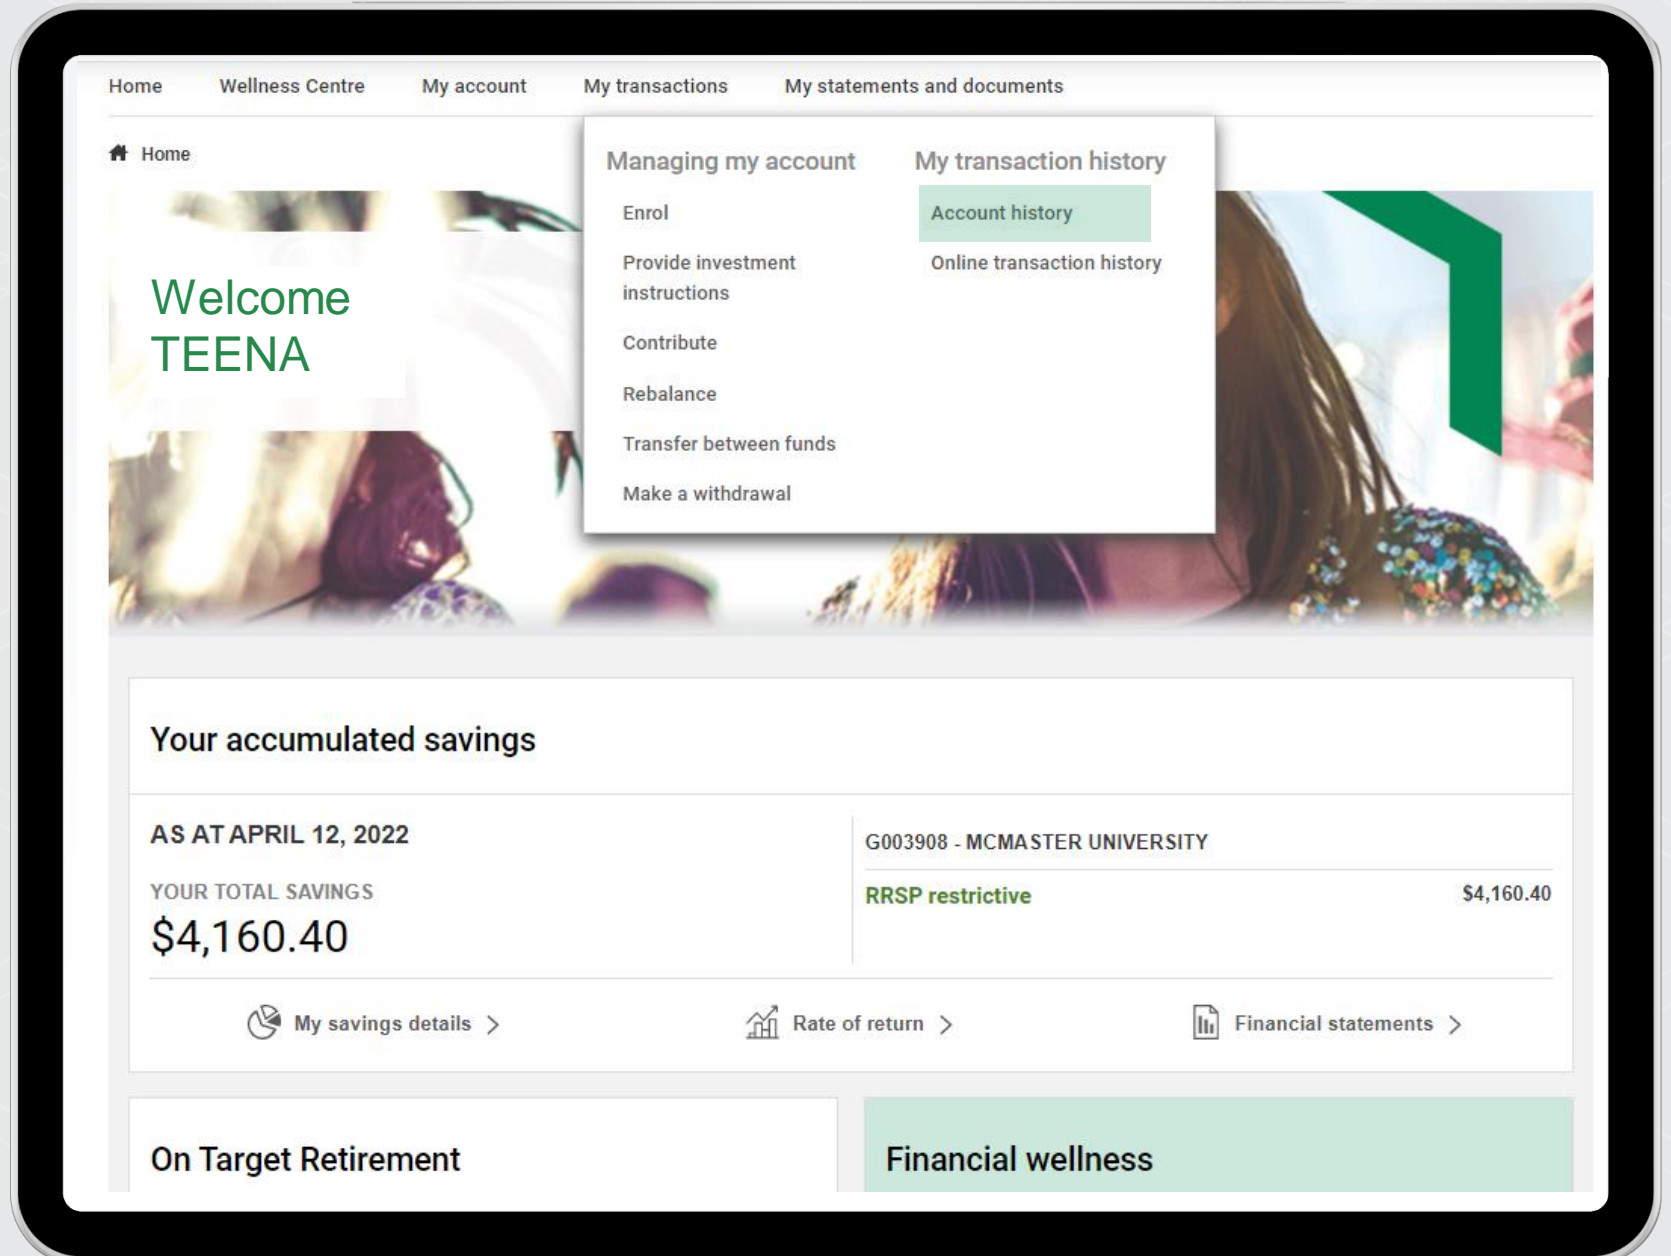 Home Wellness Centre My account My transactions My statements and documents
Home
Managing my account
Enrol
Provide investment
instructions
Contribute
Rebalance
Transfer between funds
Make a withdrawal
My transaction history
Account history
Online transaction history
Welcome
TEENA
Your accumulated savings
AS AT APRIL 12, 2022
YOUR TOTAL SAVINGS
$4,160.40
G003908 - MCMASTER UNIVERSITY
RRSP restrictive $4,160.40
My savings details
Rate of return
Financial statements
On Target Retirement
Financial wellness